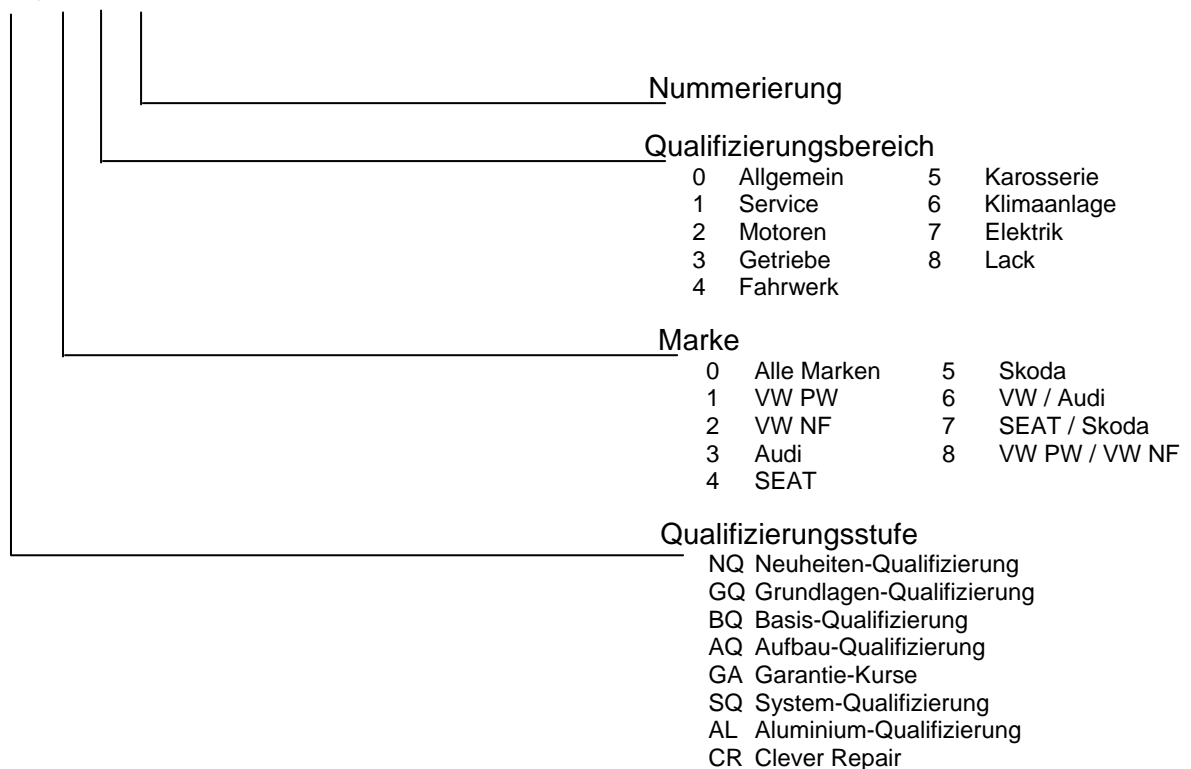 Nummerierung
Qualifizierungsbereich
0 Allgemein 5 Karosserie
1 Service 6 Klimaanlage
2 Motoren 7 Elektrik
3 Getriebe 8 Lack
4 Fahrwerk
Marke
0 Alle Marken 5 Skoda
1 VW PW 6 VW / Audi
2 VW NF 7 SEAT / Skoda
3 Audi 8 VW PW / VW NF
4 SEAT
Qualifizierungsstufe
NQ Neuheiten-Qualifizierung
GQ Grundlagen-Qualifizierung
BQ Basis-Qualifizierung
AQ Aufbau-Qualifizierung
GA Garantie-Kurse
SQ System-Qualifizierung
AL Aluminium-Qualifizierung
CR Clever Repair